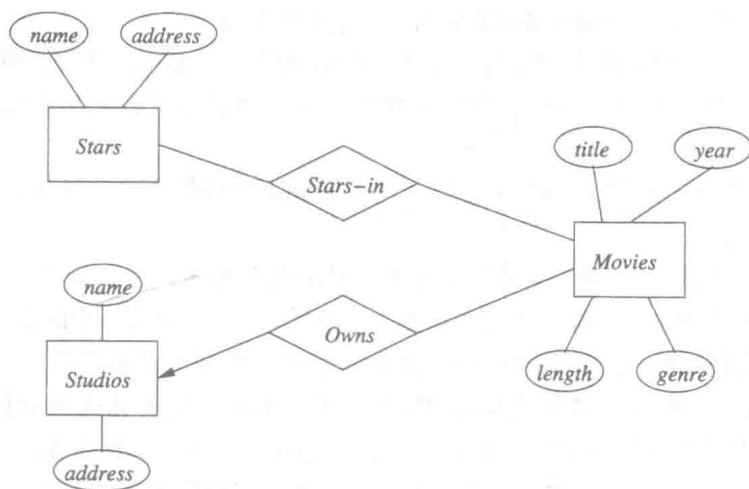 name
address
Stars
Stars-in
title
year
Movies
length
genre
name
Owns
Studios
address